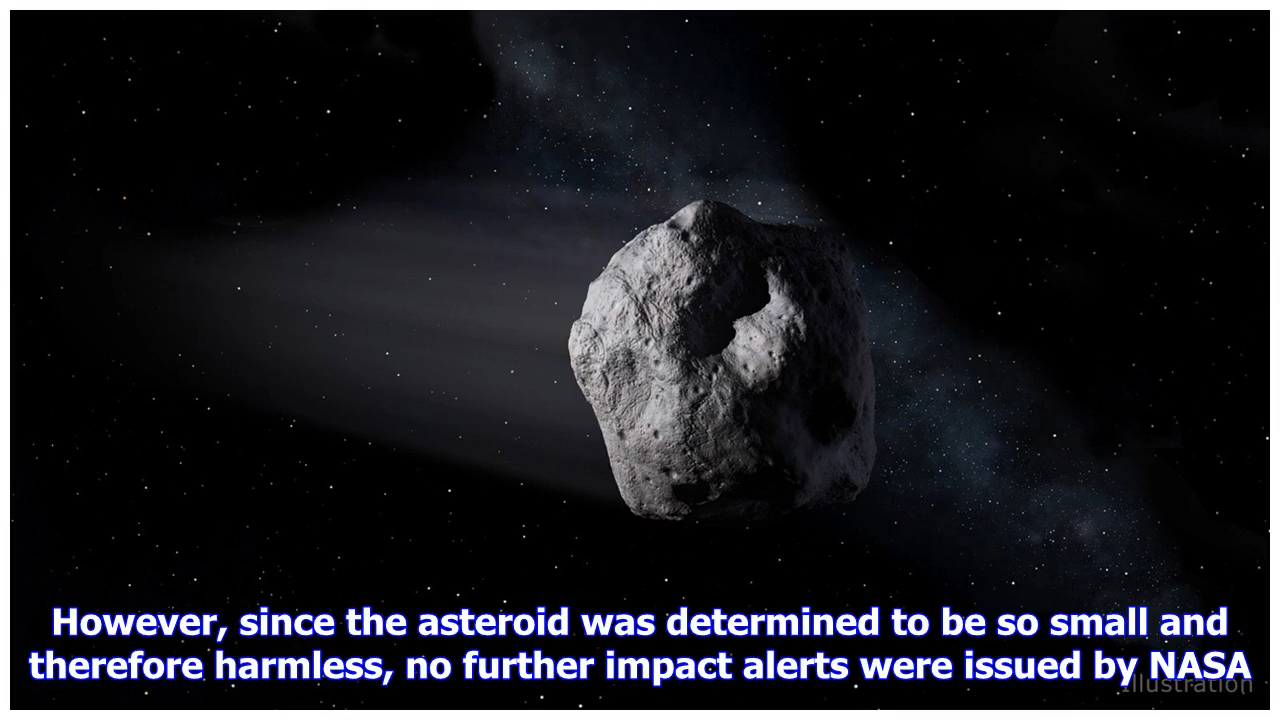 However, since the asteroid was determined to be so small and
therefore harmless, no further impact alerts were issued by NASA
Illustration